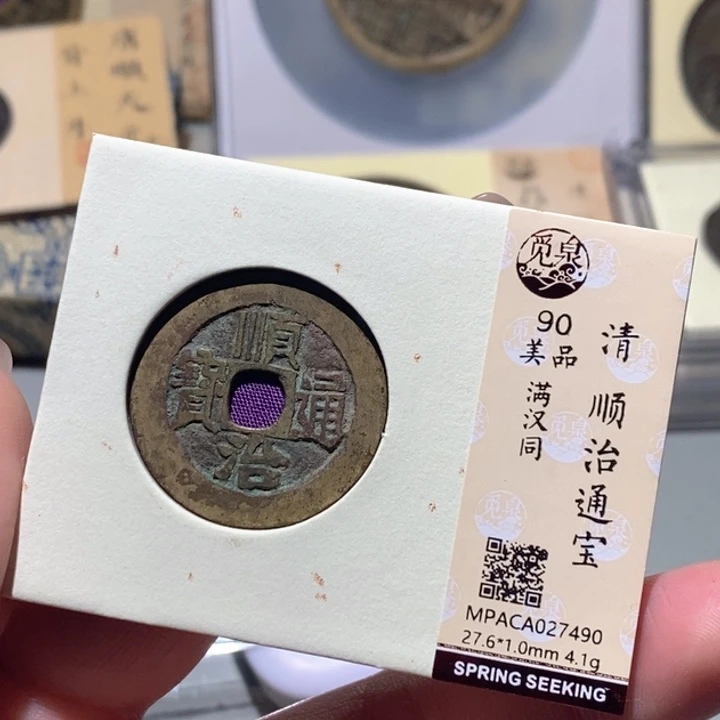 順
治
通
寶
觅泉
90
美品
满汉同
清
顺治通宝
MPACA027490
27.6*1.0mm 4.1g
SPRING SEEKING